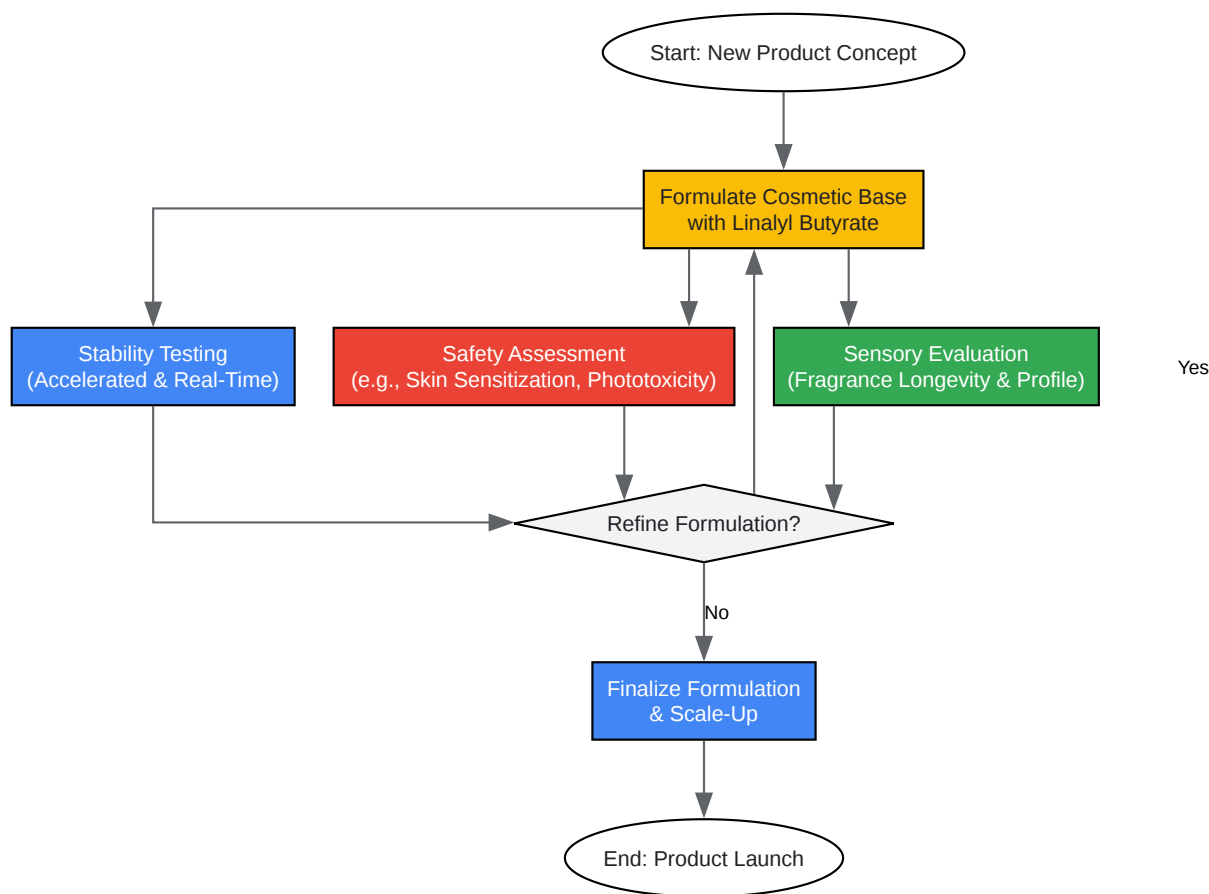 Start: New Product Concept
Formulate Cosmetic Base
with Linalyl Butyrate
Stability Testing
(Accelerated & Real-Time)
Safety Assessment
(e.g., Skin Sensitization, Phototoxicity)
Sensory Evaluation
(Fragrance Longevity & Profile)
Yes
Refine Formulation?
No
Finalize Formulation
& Scale-Up
End: Product Launch